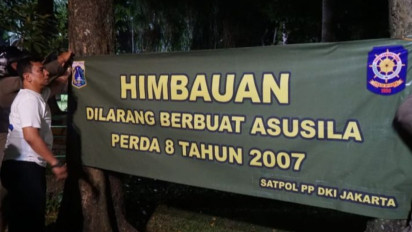 HIMBAUAN
DILARANG BERBUAT ASUSILA
PERDA 8 TAHUN 2007
SATPOL PP DKI JAKARTA